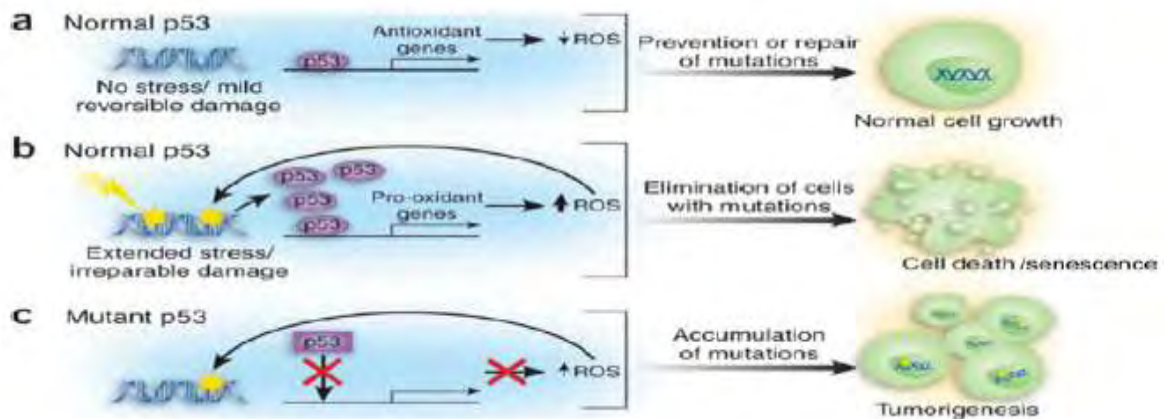 a Normal p53
Antioxidant
genes
↓ROS
p53
No stress/ mild
reversible damage
Prevention or repair
of mutations
Normal cell growth
b Normal p53
p53
p53
p53
p53
Pro-oxidant
genes
↑ROS
Extended stress/
irreparable damage
Elimination of cells
with mutations
Cell death/senescence
c Mutant p53
p53
↑ROS
Accumulation
of mutations
Tumorigenesis